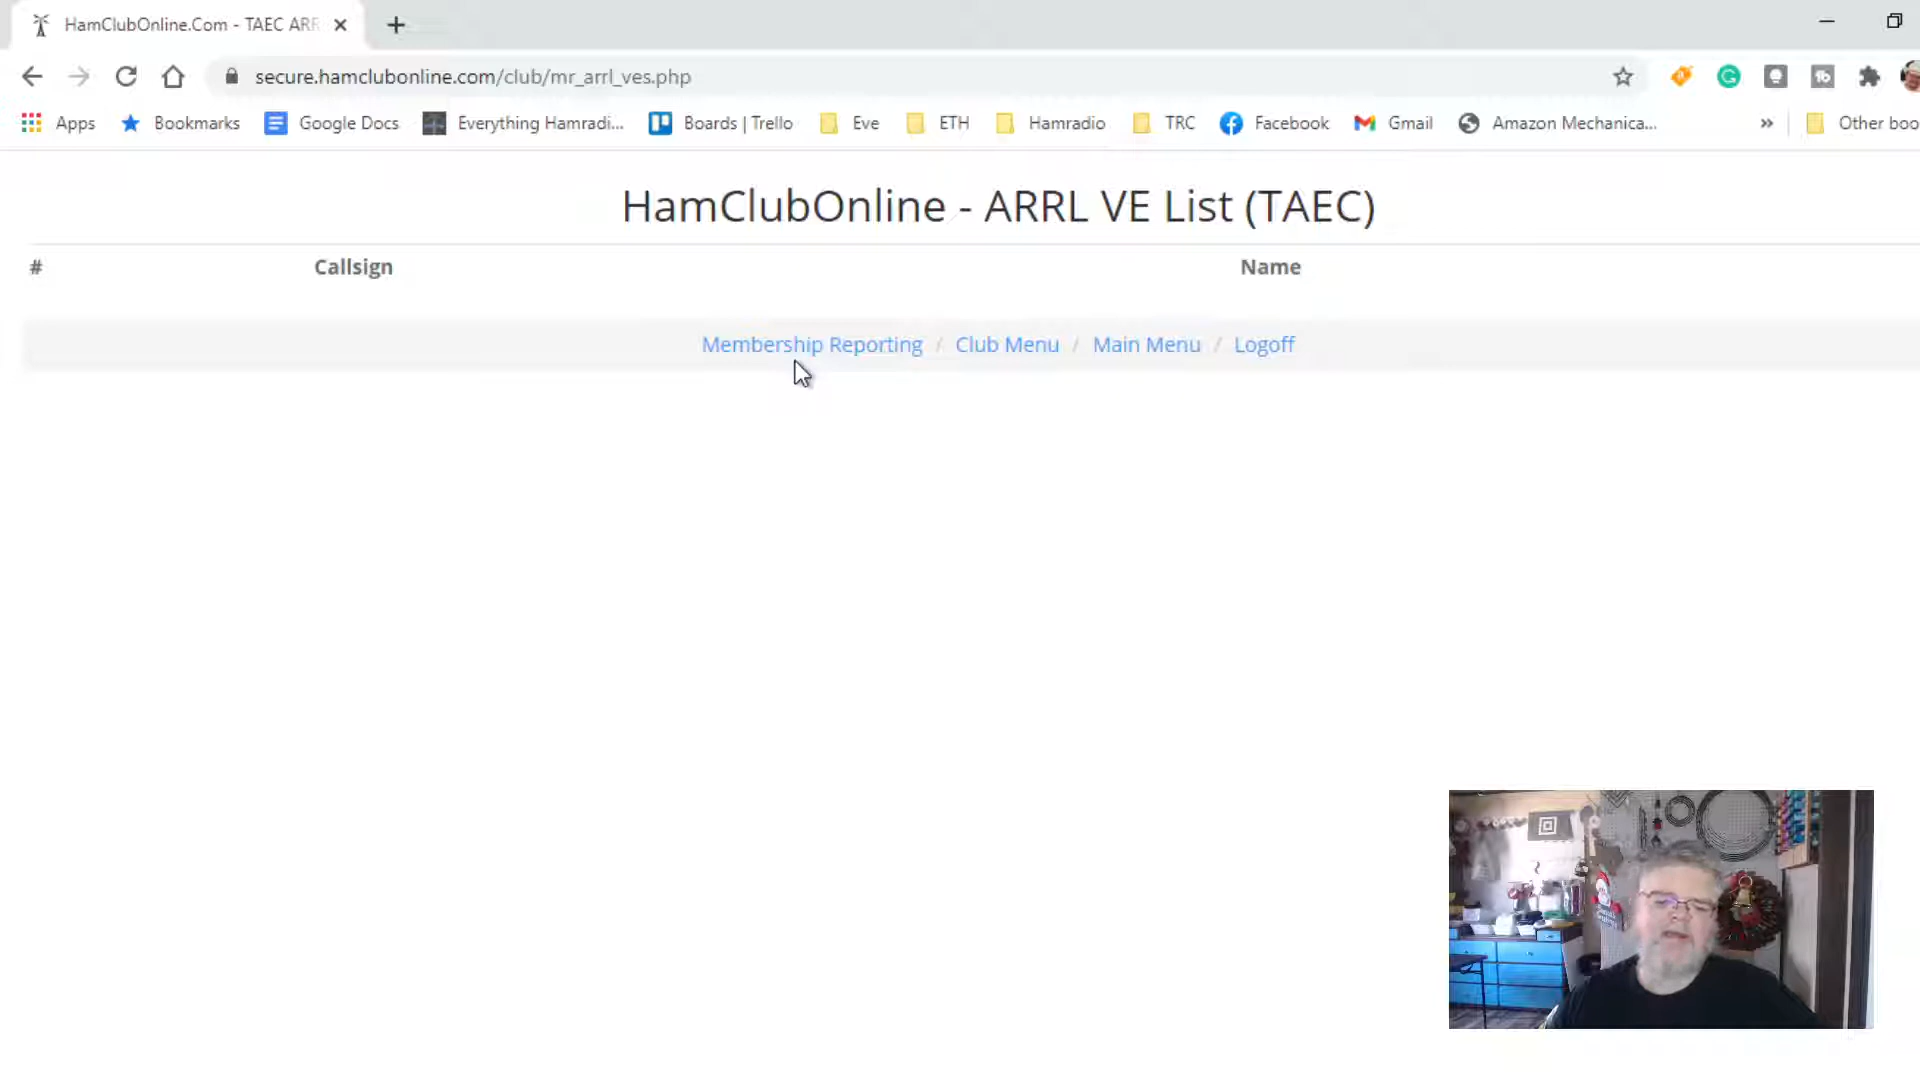 HamClubOnline.Com - TAEC ARR
secure.hamclubonline.com/club/mr_arrl_ves.php
Apps Bookmarks Google Docs Everything Hamradi... Boards | Trello Eve ETH Hamradio TRC Facebook Gmail Amazon Mechanica... » Other boo
HamClubOnline - ARRL VE List (TAEC)
# Callsign Name
Membership Reporting / Club Menu / Main Menu / Logoff